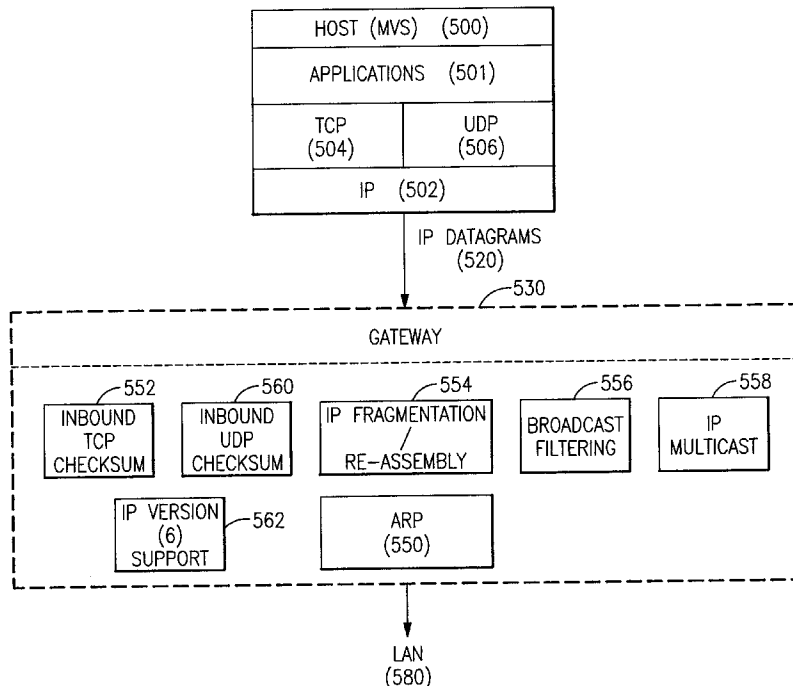 HOST (MVS) (500)
APPLICATIONS (501)
TCP
(504)
UDP
(506)
IP (502)
IP DATAGRAMS
(520)
530
GATEWAY
552
INBOUND
TCP
CHECKSUM
560
INBOUND
UDP
CHECKSUM
554
IP FRAGMENTATION
/
RE-ASSEMBLY
556
BROADCAST
FILTERING
558
IP
MULTICAST
IP VERSION
(6)
SUPPORT
562
ARP
(550)
LAN
(580)